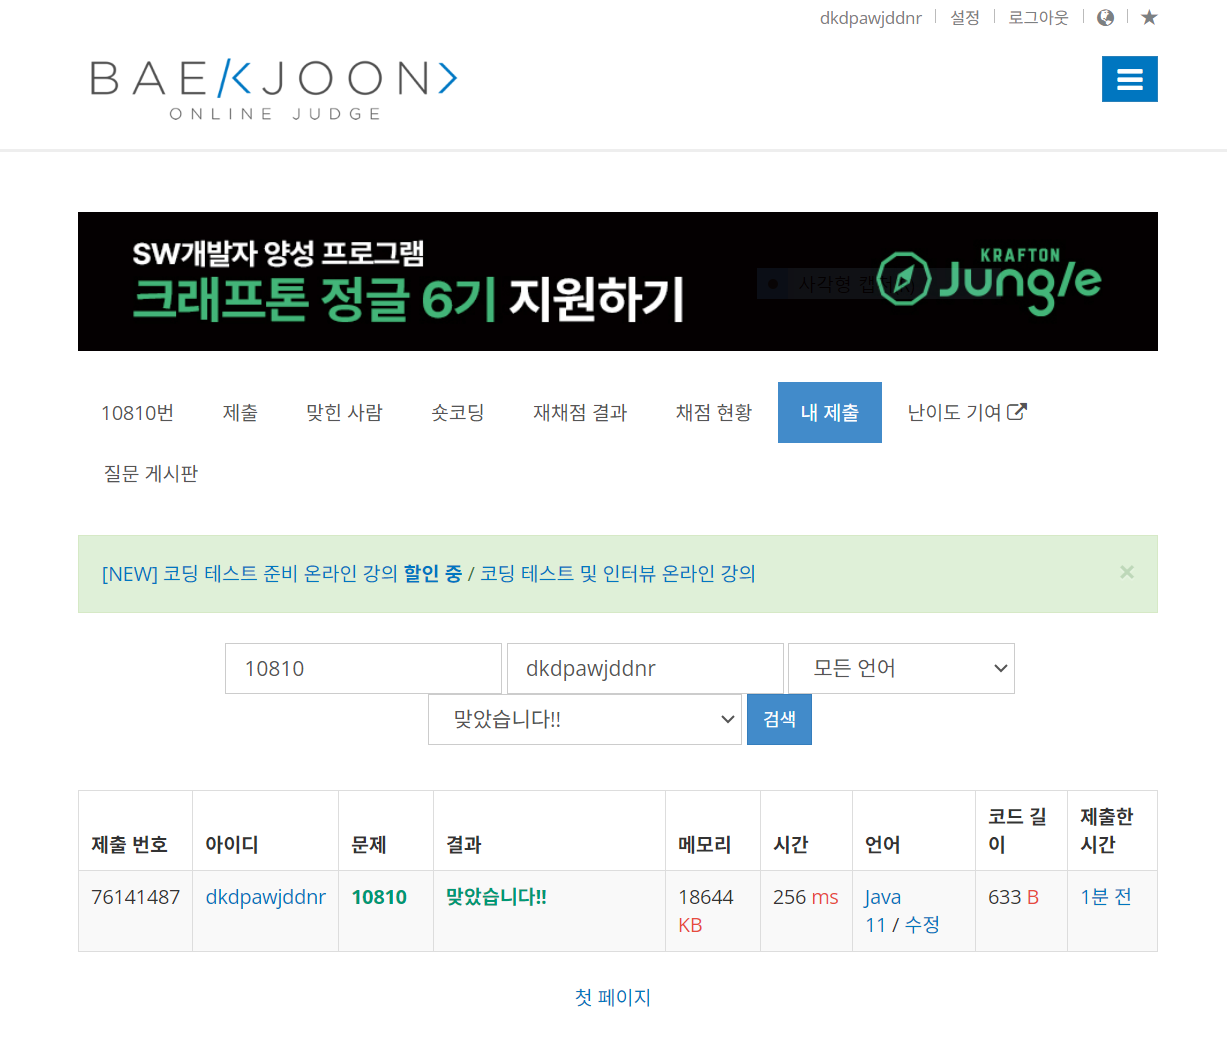 dkdpawjddnr 설정 로그아웃
BAEKJOON
ONLINE JUDGE
SW개발자 양성 프로그램
크래프톤 정글 6기 지원하기
KRAFTON
Jungle
사각형 캡처
10810번 제출 맞힌 사람 숏코딩 재채점 결과 채점 현황 내 제출 난이도 기여
질문 게시판
[NEW] 코딩 테스트 준비 온라인 강의 할인 중 / 코딩 테스트 및 인터뷰 온라인 강의 ×
10810 dkdpawjddnr 모든 언어
맞았습니다!! 검색
제출 번호 아이디 문제 결과 메모리 시간 언어 코드 길이 제출한 시간
76141487 dkdpawjddnr 10810 맞았습니다!! 18644 KB 256 ms Java 11 / 수정 633 B 1분 전
첫 페이지